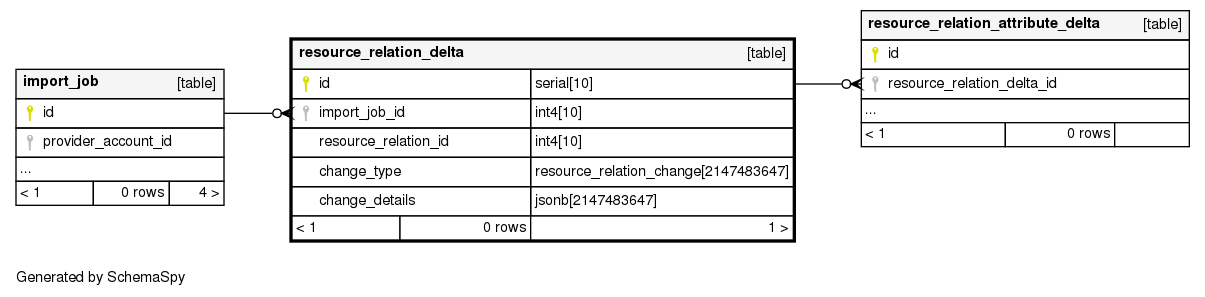 import_job [table]
id
provider_account_id
...
< 1 0 rows 4 >
resource_relation_delta [table]
id serial[10]
import_job_id int4[10]
resource_relation_id int4[10]
change_type resource_relation_change[2147483647]
change_details jsonb[2147483647]
< 1 0 rows 1 >
resource_relation_attribute_delta [table]
id
resource_relation_delta_id
...
< 1 0 rows
Generated by SchemaSpy